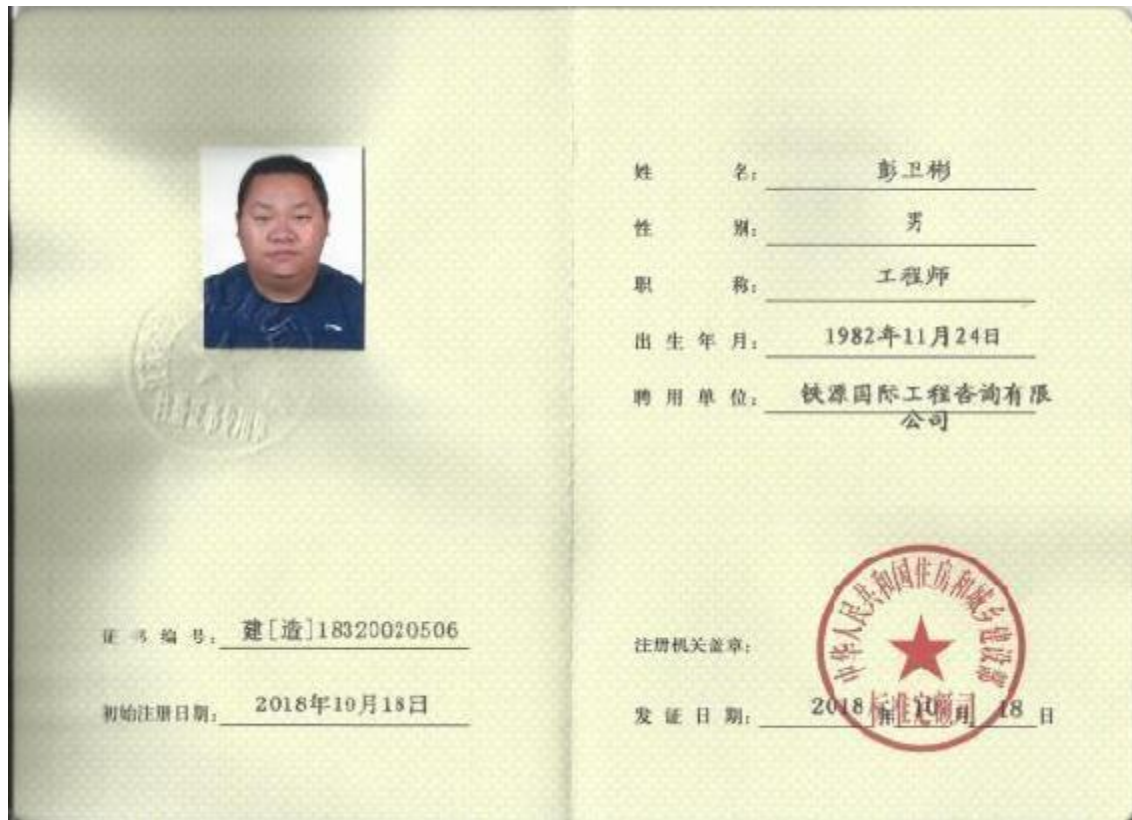 姓名：彭卫彬
性别：男
职称：工程师
出生年月：1982年11月24日
聘用单位：铁源国际工程咨询有限
公司
证书编号：建[造]18320020506
初始注册日期：2018年10月18日
注册机关盖章：
中华人民共和国住房和城乡建设部
标准定额司
发证日期：2018年10月18日